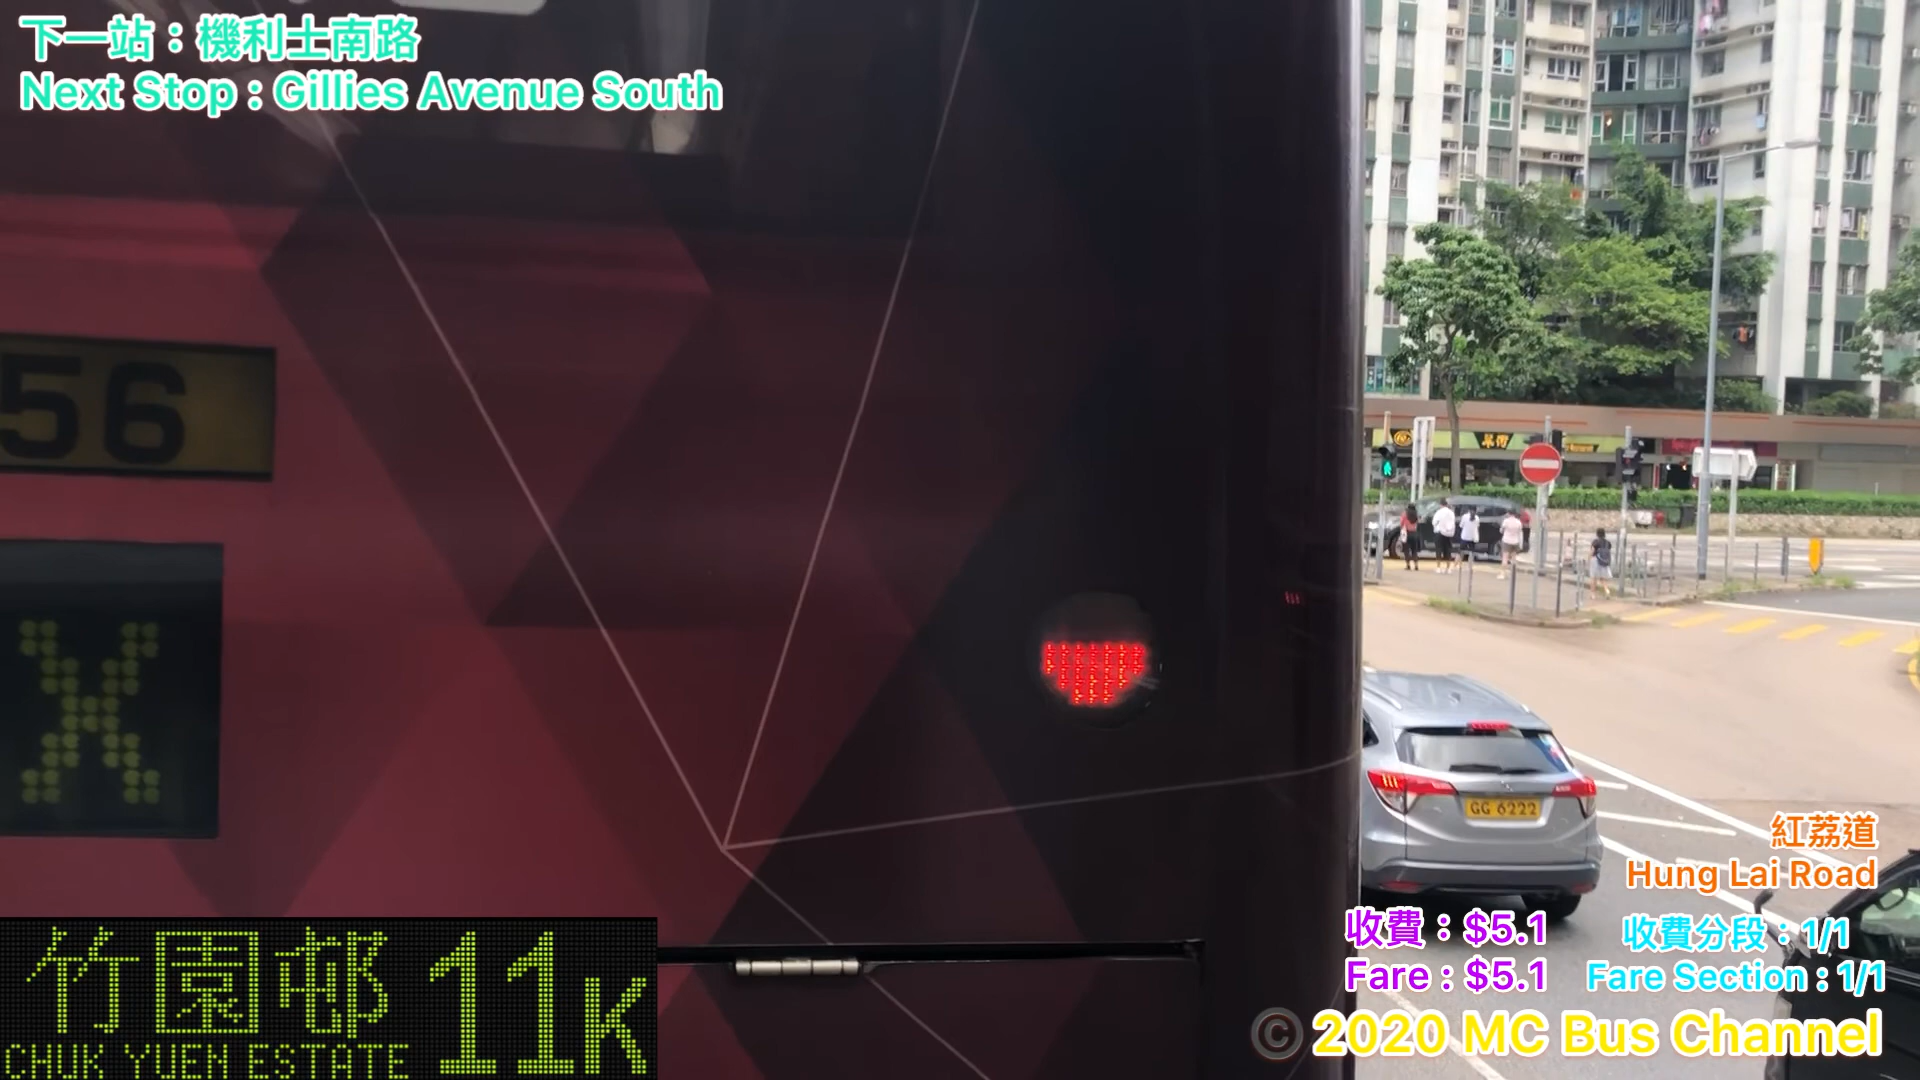 下一站：機利士南路
Next Stop : Gillies Avenue South
56
X
GG 6222
紅荔道
Hung Lai Road
收費：$5.1
收費分段：1/1
Fare : $5.1
Fare Section : 1/1
竹園邨 11K
CHUK YUEN ESTATE
© 2020 MC Bus Channel